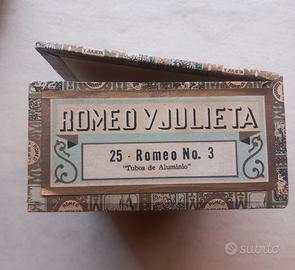 ROMEO Y JULIETA
25 - Romeo No. 3
"Tubos de Aluminio"
subito